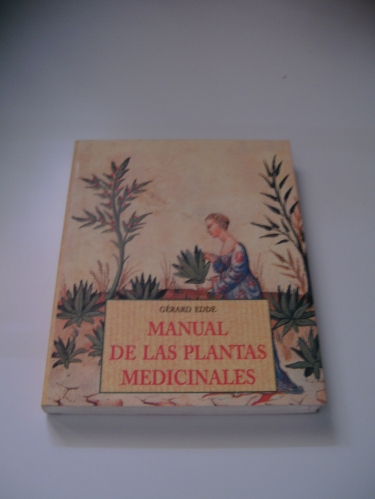 GÉRARD EDDE
MANUAL
DE LAS PLANTAS
MEDICINALES